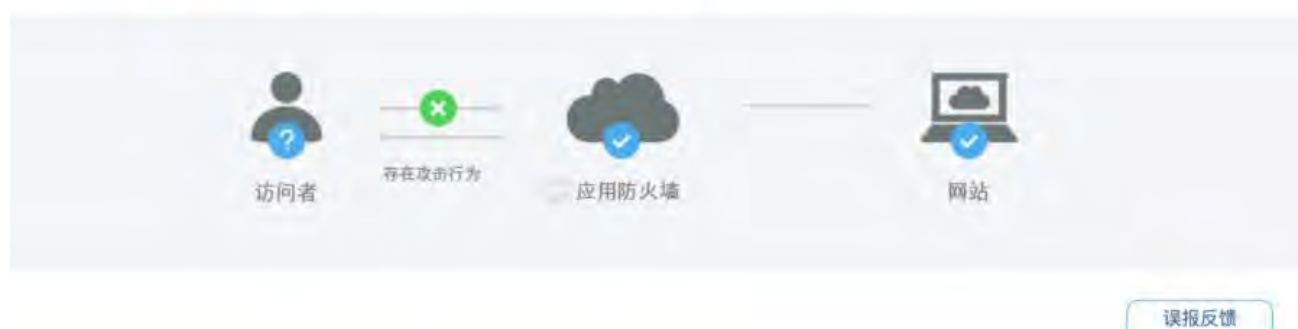 存在攻击行为
访问者
应用防火墙
网站
误报反馈